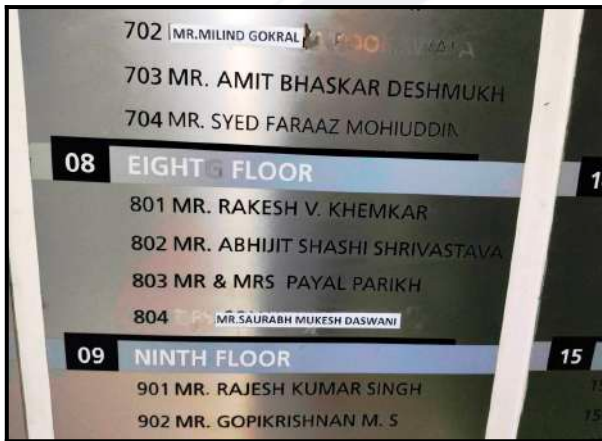 702 MR.MILIND GOKRAL
703 MR. AMIT BHASKAR DESHMUKH
704 MR. SYED FARAAZ MOHIUDDIN
08 EIGHTG FLOOR
801 MR. RAKESH V. KHEMKAR
802 MR. ABHIJIT SHASHI SHRIVASTAVA
803 MR & MRS PAYAL PARIKH
804 MR.SAURABH MUKESH DASWANI
09 NINTH FLOOR
15
901 MR. RAJESH KUMAR SINGH
902 MR. GOPIKRISHNAN M. S